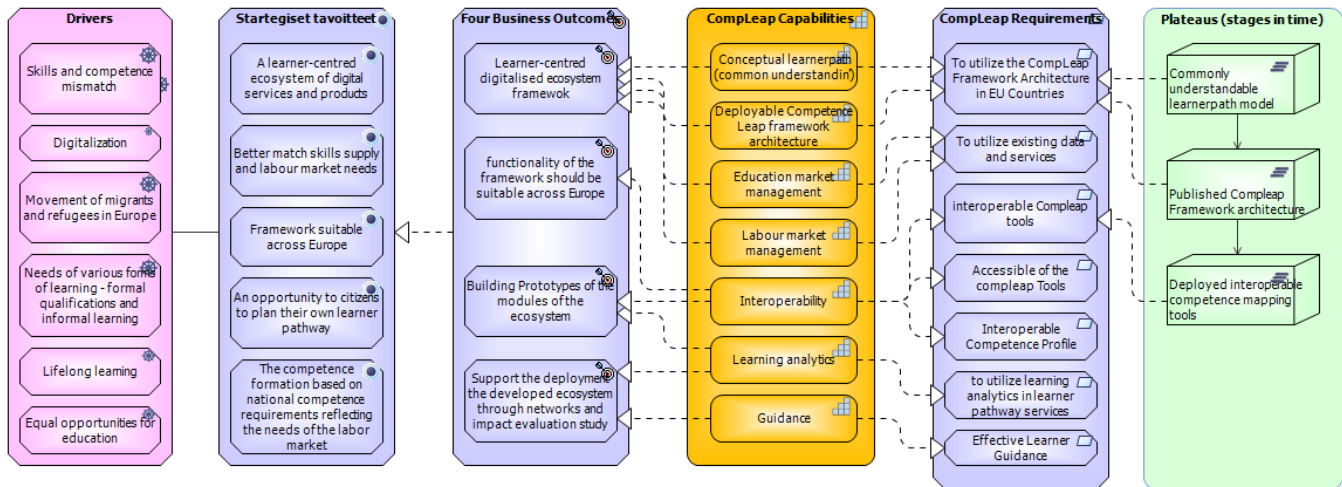 Drivers
Skills and competence
mismatch
Digitalization
Movement of migrants
and refugees in Europe
Needs of various forms
of learning - formal
qualifications and
informal learning
Lifelong learning
Equal opportunities for
education
Startegiset tavoitteet
A learner-centred
ecosystem of digital
services and products
Better match skills supply
and labour market needs
Framework suitable
across Europe
An opportunity to citizens
to plan their own learner
pathway
The competence
formation based on
national competence
requirements reflecting
the needs of the labor
market
Four Business Outcomes
Learner-centred
digitalised ecosystem
framewok
functionality of the
framework should be
suitable across Europe
Building Prototypes of the
modules of the
ecosystem
Support the deployment
the developed ecosystem
through networks and
impact evaluation study
CompLeap Capabilities
Conceptual learnerpath
(common understandin')
Deployable Competence
Leap framework
architecture
Education market
management
Labour market
management
Interoperability
Learning analytics
Guidance
CompLeap Requirements
To utilize the CompLeap
Framework Architecture
in EU Countries
To utilize existing data
and services
interoperable Compleap
tools
Accessible of the
compleap Tools
Interoperable
Competence Profile
to utilize learning
analytics in learner
pathway services
Effective Learner
Guidance
Plateaus (stages in time)
Commonly
understandable
learnerpath model
Published Compleap
Framework architecture
Deployed interoperable
competence mapping
tools